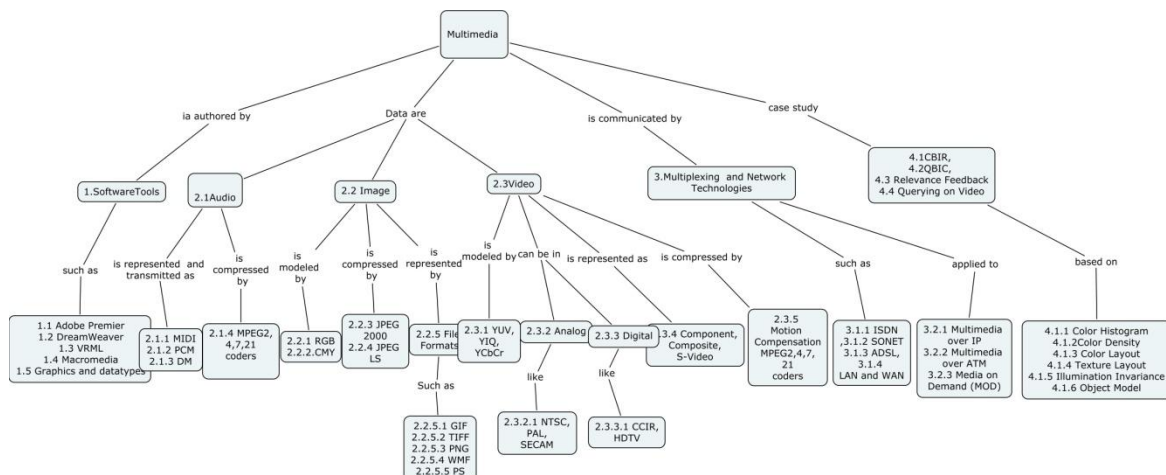 Multimedia
ia authored by
Data are
is communicated by
case study
1.SoftwareTools
2.1Audio
2.2 Image
2.3Video
3.Multiplexing and Network
Technologies
4.1CBIR,
4.2QBIC,
4.3 Relevance Feedback
4.4 Querying on Video
such as
is represented and
transmitted as
is
compressed by
is
modeled by
is
compressed by
is
represented
by
is
modeled by
can be in
is represented as
is compressed by
such as
applied to
based on
1.1 Adobe Premier
1.2 DreamWeaver
1.3 VRML
1.4 Macromedia
1.5 Graphics and datatypes
2.1.1 MIDI
2.1.2 PCM
2.1.3 DM
2.1.4 MPEG2,
4,7,21
coders
2.2.1 RGB
2.2.2.CMY
2.2.3 JPEG
2000
2.2.4 JPEG
LS
2.2.5 File
Formats
2.3.1 YUV,
YIQ,
YCbCr
2.3.2 Analog
2.3.3 Digital
.3.4 Component,
Composite,
S-Video
2.3.5
Motion
Compensation
MPEG2,4,7,
21
coders
3.1.1 ISDN
,3.1.2 SONET
3.1.3 ADSL,
3.1.4
LAN and WAN
3.2.1 Multimedia
over IP
3.2.2 Multimedia
over ATM
3.2.3 Media on
Demand (MOD)
4.1.1 Color Histogram
4.1.2Color Density
4.1.3 Color Layout
4.1.4 Texture Layout
4.1.5 Illumination Invariance
4.1.6 Object Model
Such as
like
like
2.2.5.1 GIF
2.2.5.2 TIFF
2.2.5.3 PNG
2.2.5.4 WMF
2.2.5.5 PS
2.3.2.1 NTSC,
PAL,
SECAM
2.3.3.1 CCIR,
HDTV